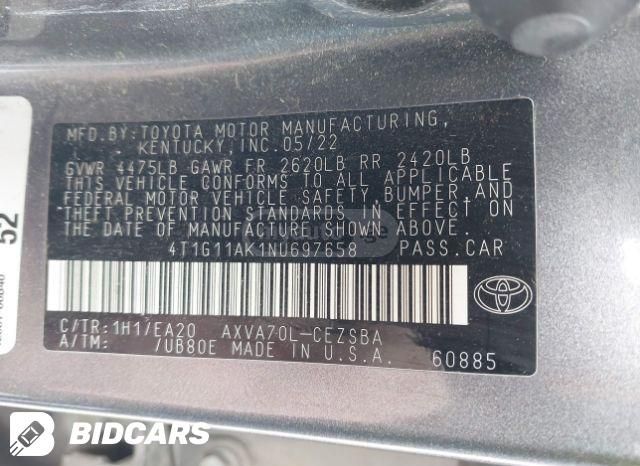 MFD.BY:TOYOTA MOTOR MANUFACTURING,
KENTUCKY,INC.05/22
GVWR 4475LB GAWR FR 2620LB RR 2420LB
THIS VEHICLE CONFORMS TO ALL APPLICABLE
FEDERAL MOTOR VEHICLE SAFETY,BUMPER,AND
THEFT PREVENTION STANDARDS IN EFFECT ON
THE DATE OF MANUFACTURE SHOWN ABOVE.
4T1G11AK1NU697658 PASS.CAR
C/TR:1H1/EA20 AXVA70L-CEZSBA
A/TM: /UB80E MADE IN U.S.A. 60885
52
BIDCARS